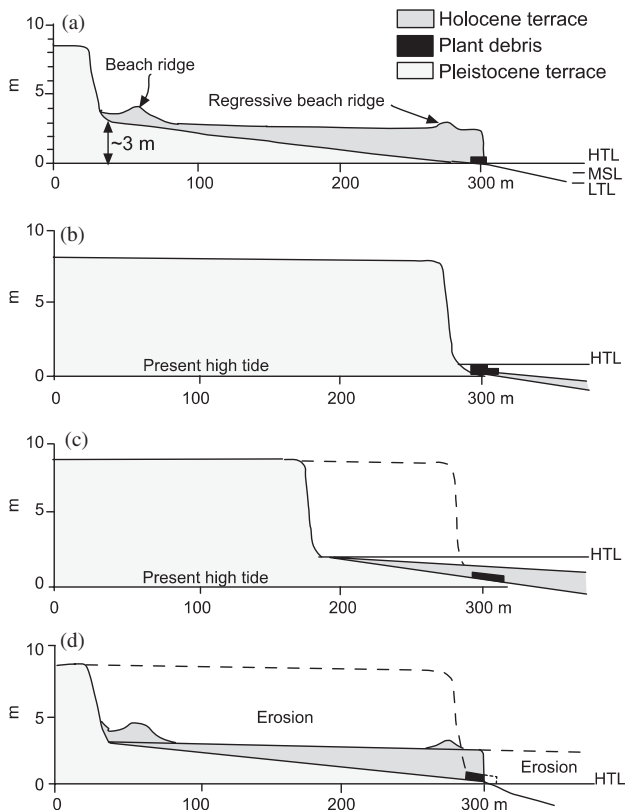 (a)
Holocene terrace
Plant debris
Pleistocene terrace
10
5
0
m
Beach ridge
Regressive beach ridge
~3 m
HTL
MSL
LTL
0 100 200 300 m
(b)
10
5
0
m
HTL
Present high tide
0 100 200 300 m
(c)
10
5
0
m
HTL
Present high tide
0 100 200 300 m
(d)
10
5
0
m
Erosion
Erosion
HTL
0 100 200 300 m